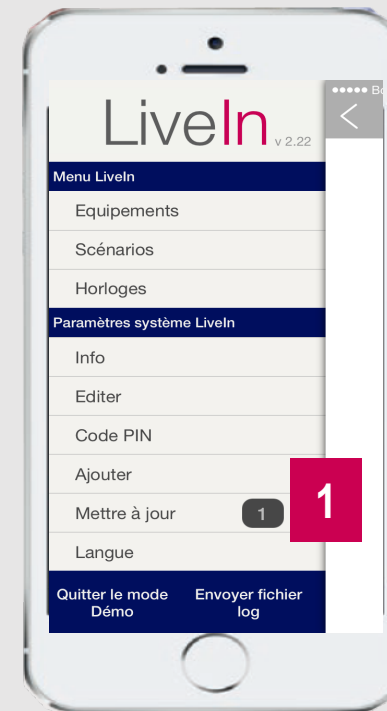 ●●●●● Bo
LiveIn v 2.22
Menu LiveIn
Equipements
Scénarios
Horloges
Paramètres système LiveIn
Info
Editer
Code PIN
Ajouter
Mettre à jour 1
1
Langue
Quitter le mode Démo
Envoyer fichier log